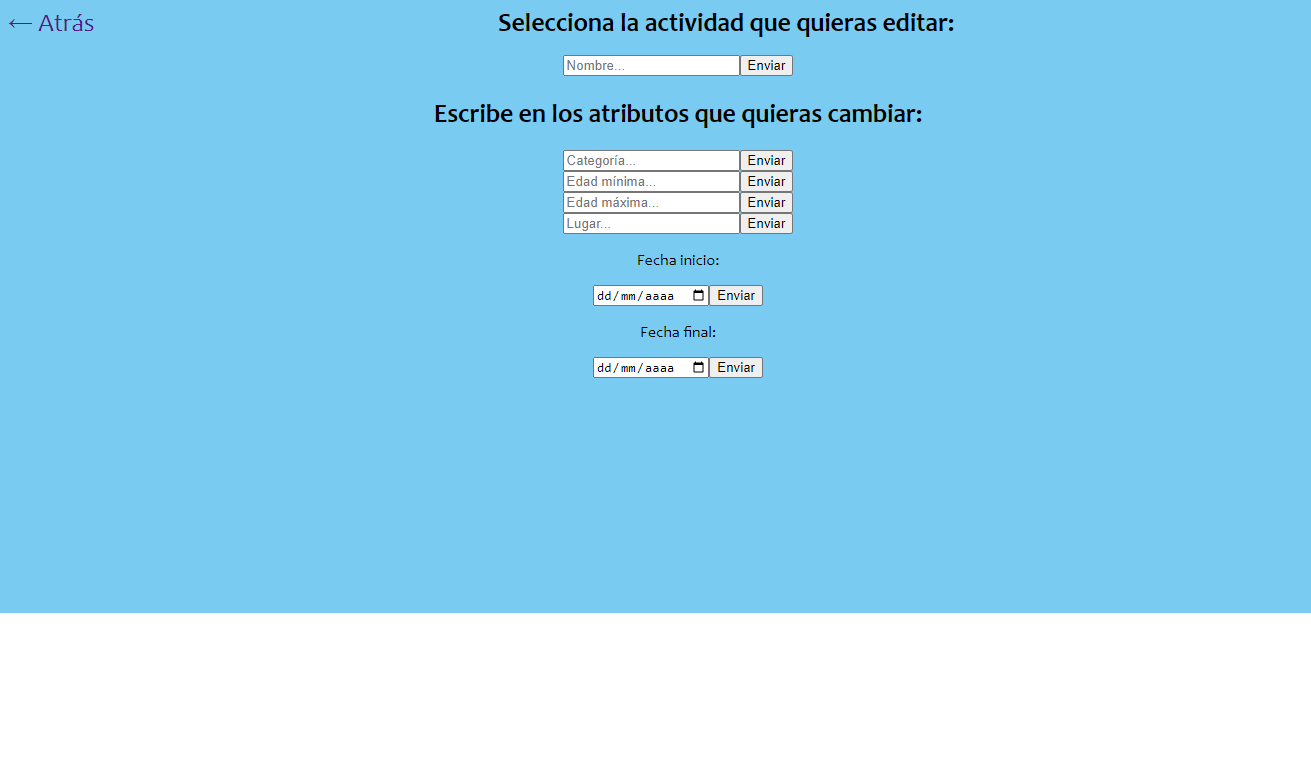 ← Atrás Selecciona la actividad que quieras editar:
Nombre... Enviar
Escribe en los atributos que quieras cambiar:
Categoría... Enviar
Edad mínima... Enviar
Edad máxima... Enviar
Lugar... Enviar
Fecha inicio:
dd/mm/aaaa Enviar
Fecha final:
dd/mm/aaaa Enviar